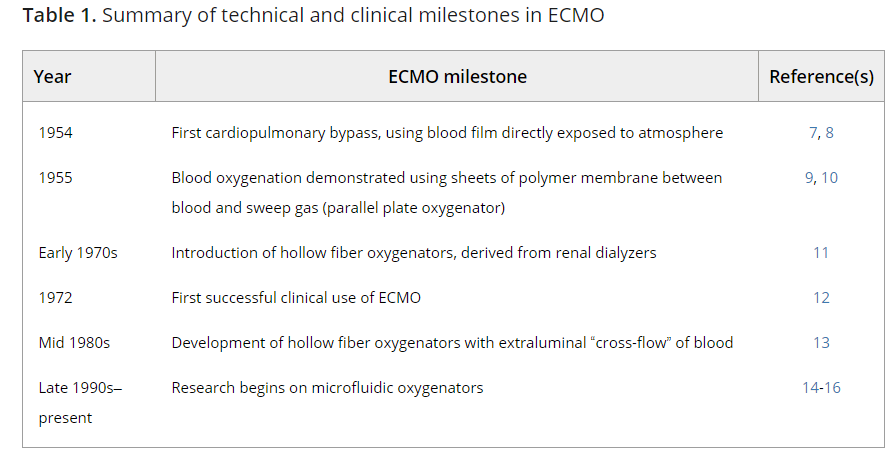 Table 1. Summary of technical and clinical milestones in ECMO
Year ECMO milestone Reference(s)
1954 First cardiopulmonary bypass, using blood film directly exposed to atmosphere 7, 8
1955 Blood oxygenation demonstrated using sheets of polymer membrane between 9, 10
blood and sweep gas (parallel plate oxygenator)
Early 1970s Introduction of hollow fiber oxygenators, derived from renal dialyzers 11
1972 First successful clinical use of ECMO 12
Mid 1980s Development of hollow fiber oxygenators with extraluminal “cross-flow” of blood 13
Late 1990s– Research begins on microfluidic oxygenators 14-16
present